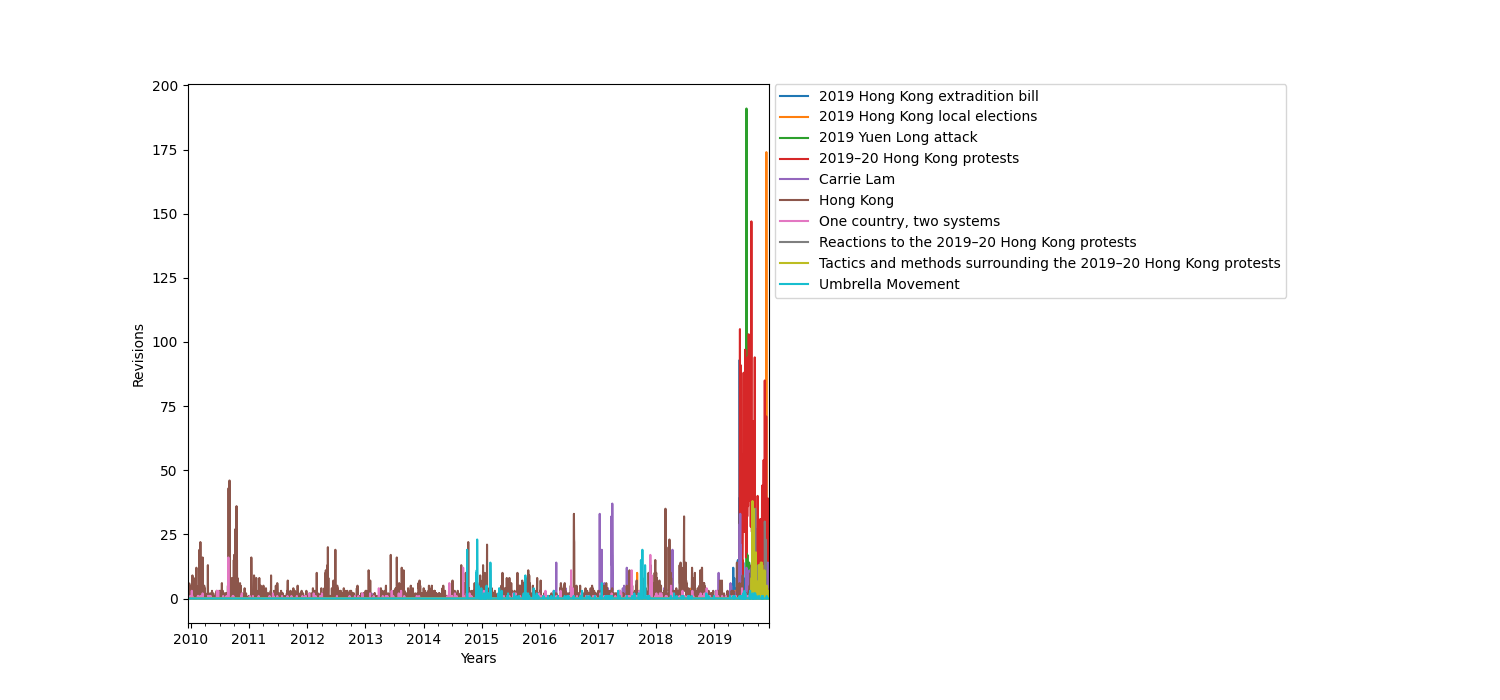 200
175
150
125
100
75
50
25
0
Revisions
2010 2011 2012 2013 2014 2015 2016 2017 2018 2019
Years
2019 Hong Kong extradition bill
2019 Hong Kong local elections
2019 Yuen Long attack
2019–20 Hong Kong protests
Carrie Lam
Hong Kong
One country, two systems
Reactions to the 2019–20 Hong Kong protests
Tactics and methods surrounding the 2019–20 Hong Kong protests
Umbrella Movement